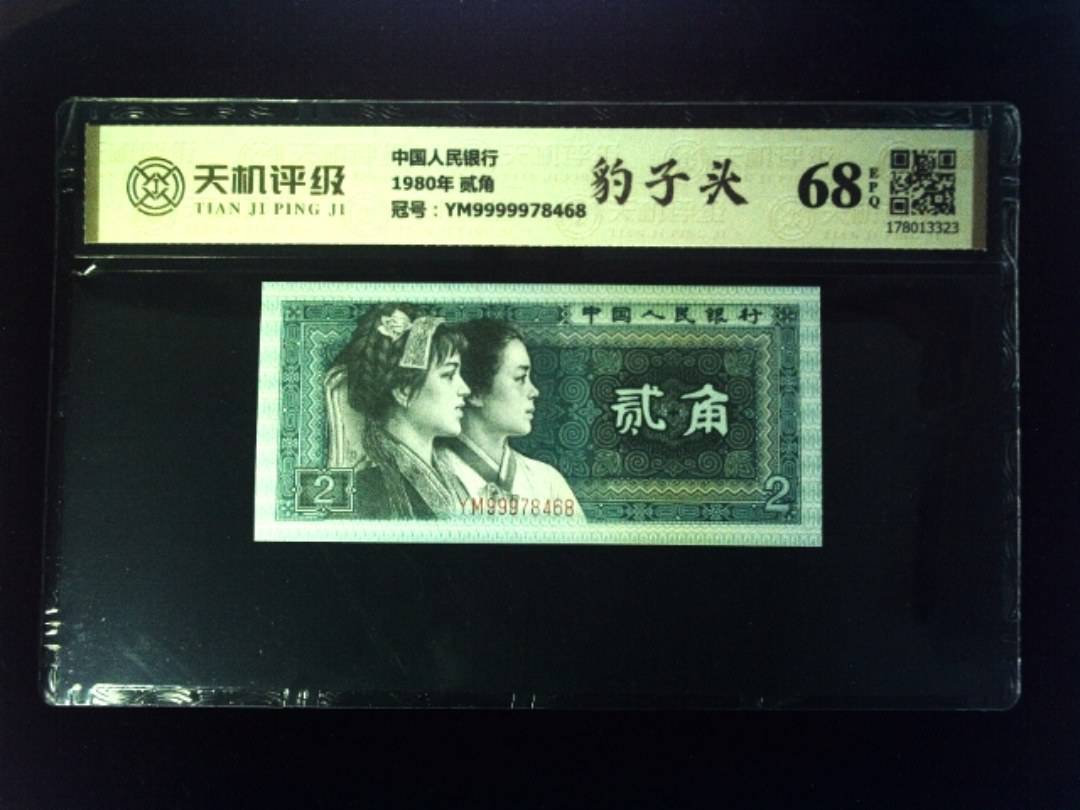 天机评级
TIAN JI PING JI
中国人民银行
1980年 贰角
冠号：YM9999978468
豹子头
68
EPQ
178013323
中国人民银行
贰角
2
2
YM99978468